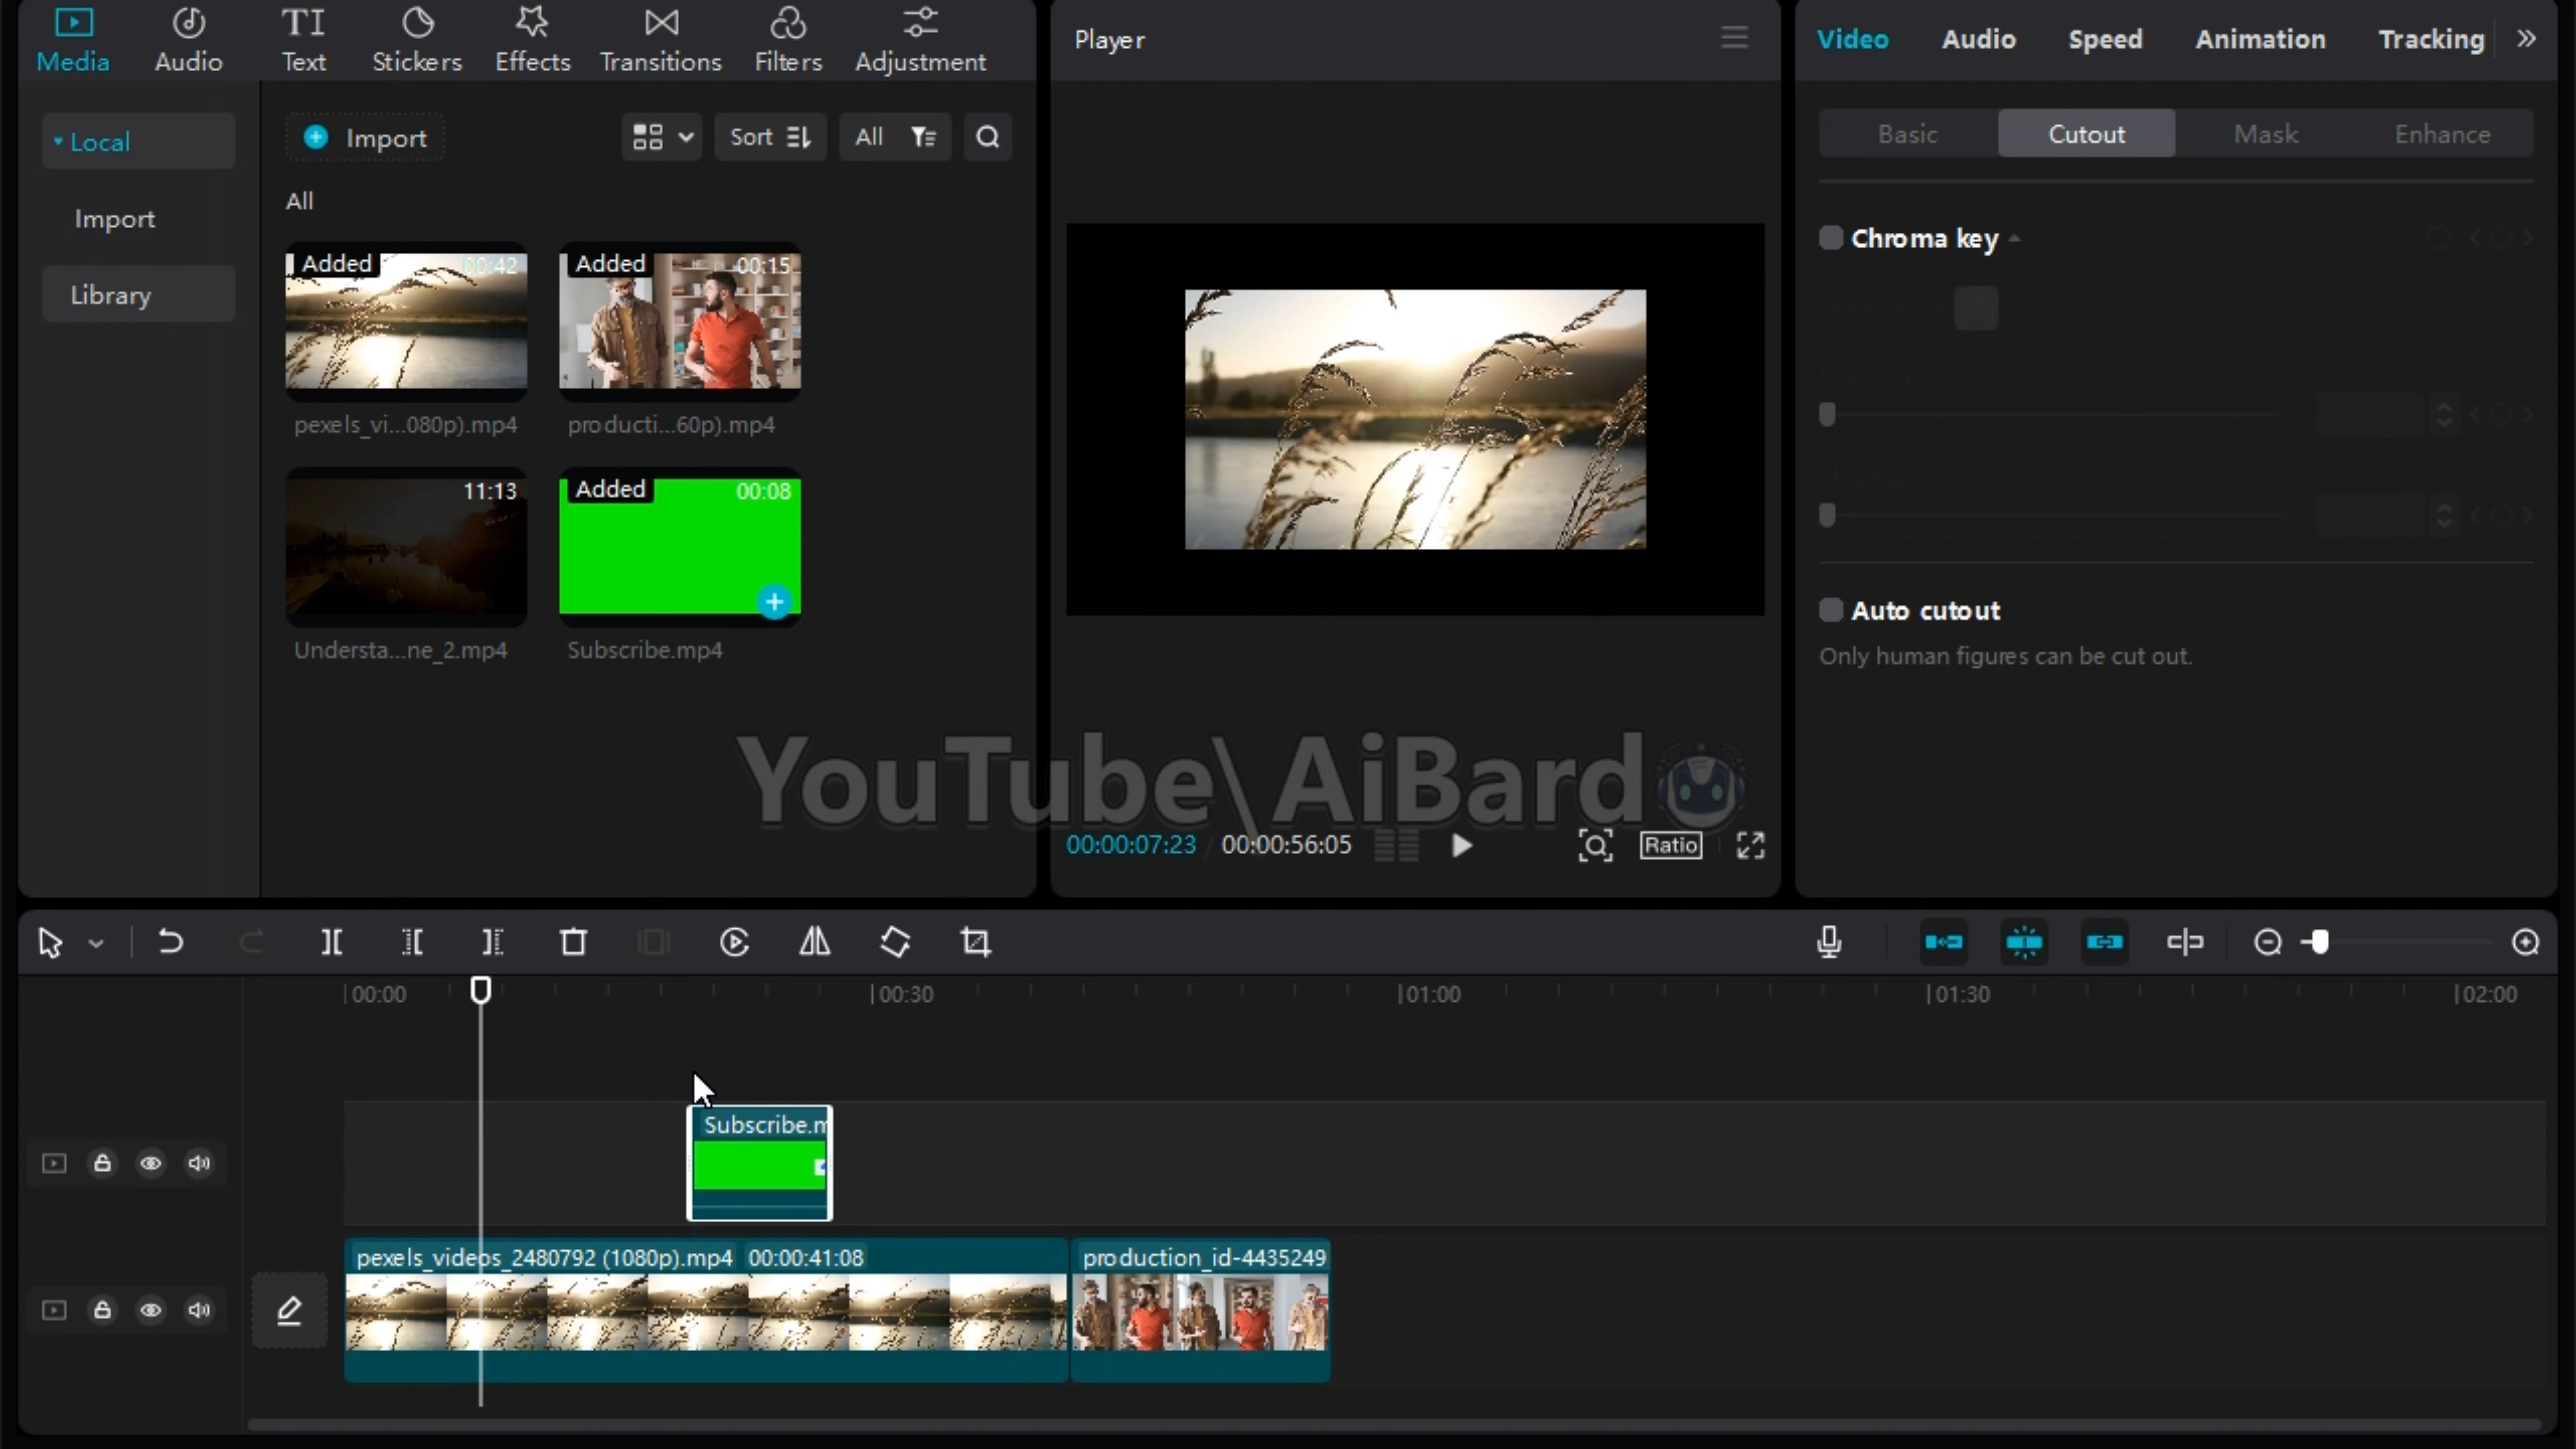 Media
Audio
Text
Stickers
Effects
Transitions
Filters
Adjustment
Player
Video
Audio
Speed
Animation
Tracking
Local
Import
Library
Import
Sort
All
All
Added
00:42
pexels_vi...080p).mp4
Added
00:15
producti...60p).mp4
11:13
Understa...ne_2.mp4
Added
00:08
Subscribe.mp4
Basic
Cutout
Mask
Enhance
Chroma key
Auto cutout
Only human figures can be cut out.
YouTube\AiBard
00:00:07:23 / 00:00:56:05
Ratio
00:00
00:30
01:00
01:30
02:00
Subscribe.m
pexels_videos_2480792 (1080p).mp4 00:00:41:08
production_id-4435249